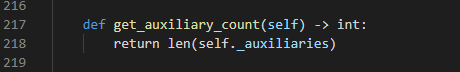 216
217 def get_auxiliary_count(self) -> int:
218 return len(self._auxiliaries)
219